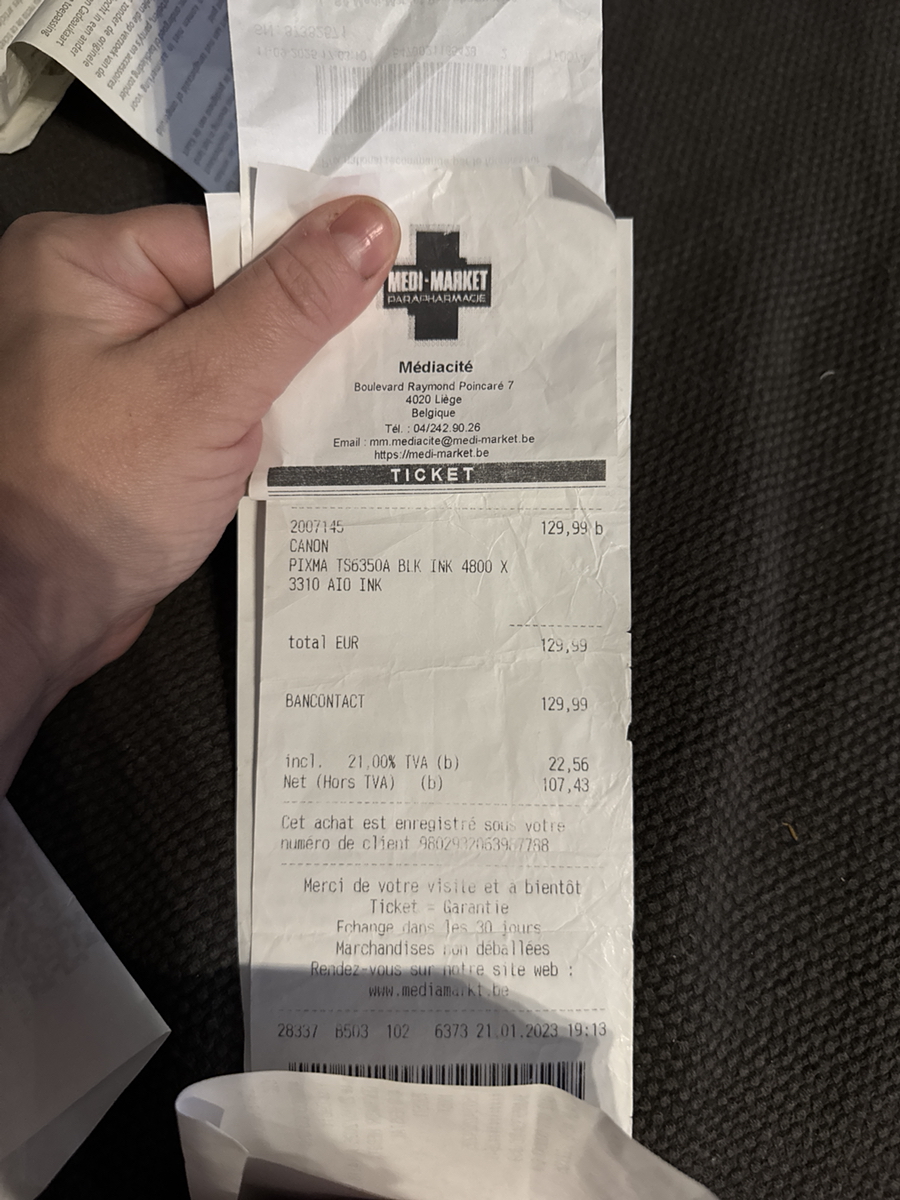 MEDI-MARKET
PARAPHARMACIE
Médiacité
Boulevard Raymond Poincaré 7
4020 Liège
Belgique
Tél. : 04/242.90.26
Email : mm.mediacite@medi-market.be
https://medi-market.be
TICKET
2007145 129,99 b
CANON
PIXMA TS6350A BLK INK 4800 X
3310 AIO INK
total EUR 129,99
BANCONTACT 129,99
incl. 21,00% TVA (b) 22,56
Net (Hors TVA) (b) 107,43
Cet achat est enregistré sous votre
numéro de client
Merci de votre visite et a bientôt
Ticket = Garantie
Echange dans les 30 jours
Marchandises non déballées
Rendez-vous sur notre site web :
www.mediamarkt.be
28337 6503 102 6373 21.01.2023 19:13